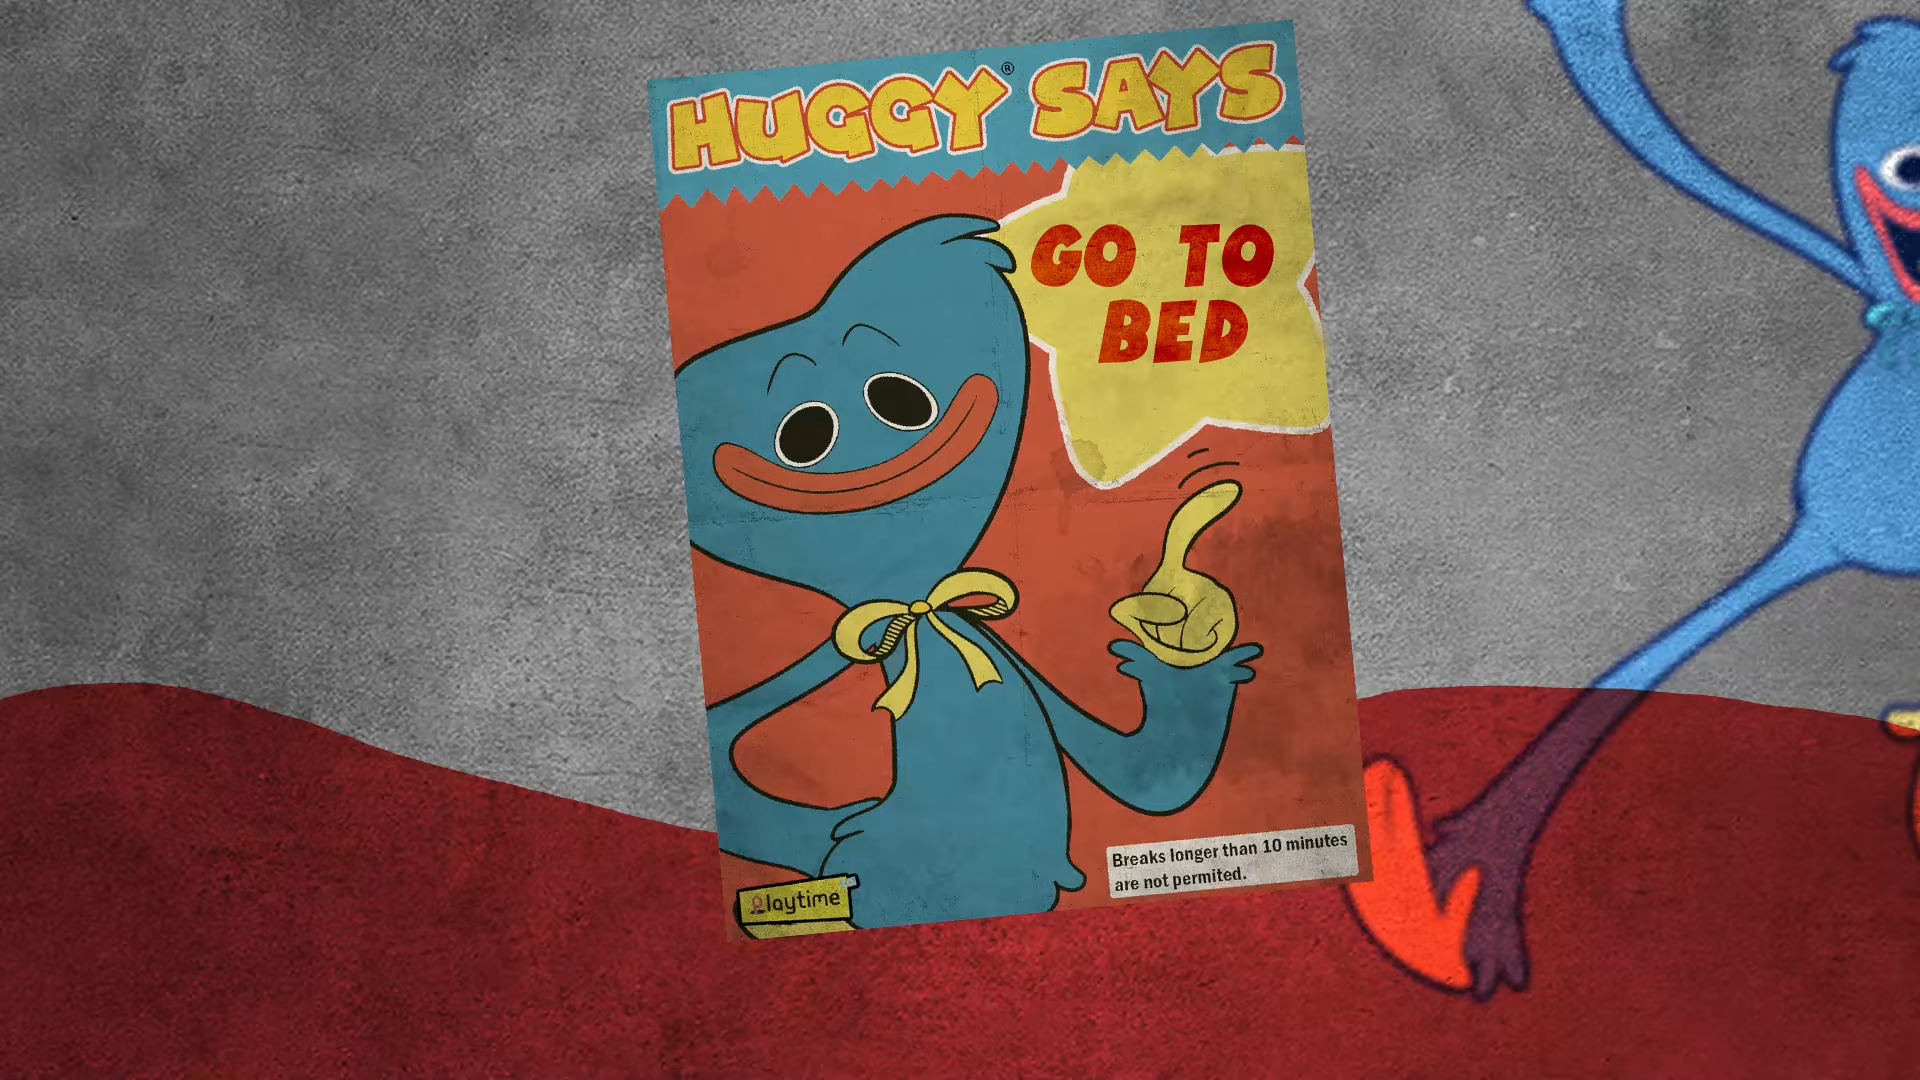 HUGGY® SAYS
GO TO
BED
Breaks longer than 10 minutes
are not permited.
Playtime